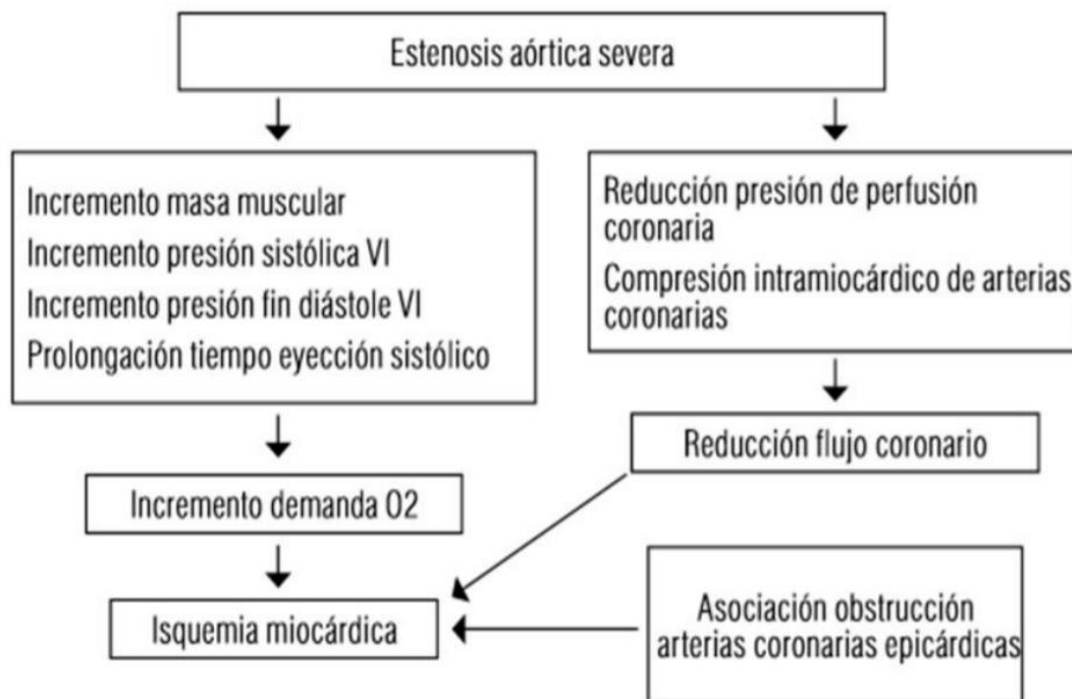 Estenosis aórtica severa
Incremento masa muscular
Incremento presión sistólica VI
Incremento presión fin diástole VI
Prolongación tiempo eyección sistólico
Reducción presión de perfusión
coronaria
Compresión intramiocárdico de arterias
coronarias
Reducción flujo coronario
Incremento demanda O2
Isquemia miocárdica
Asociación obstrucción
arterias coronarias epicárdicas